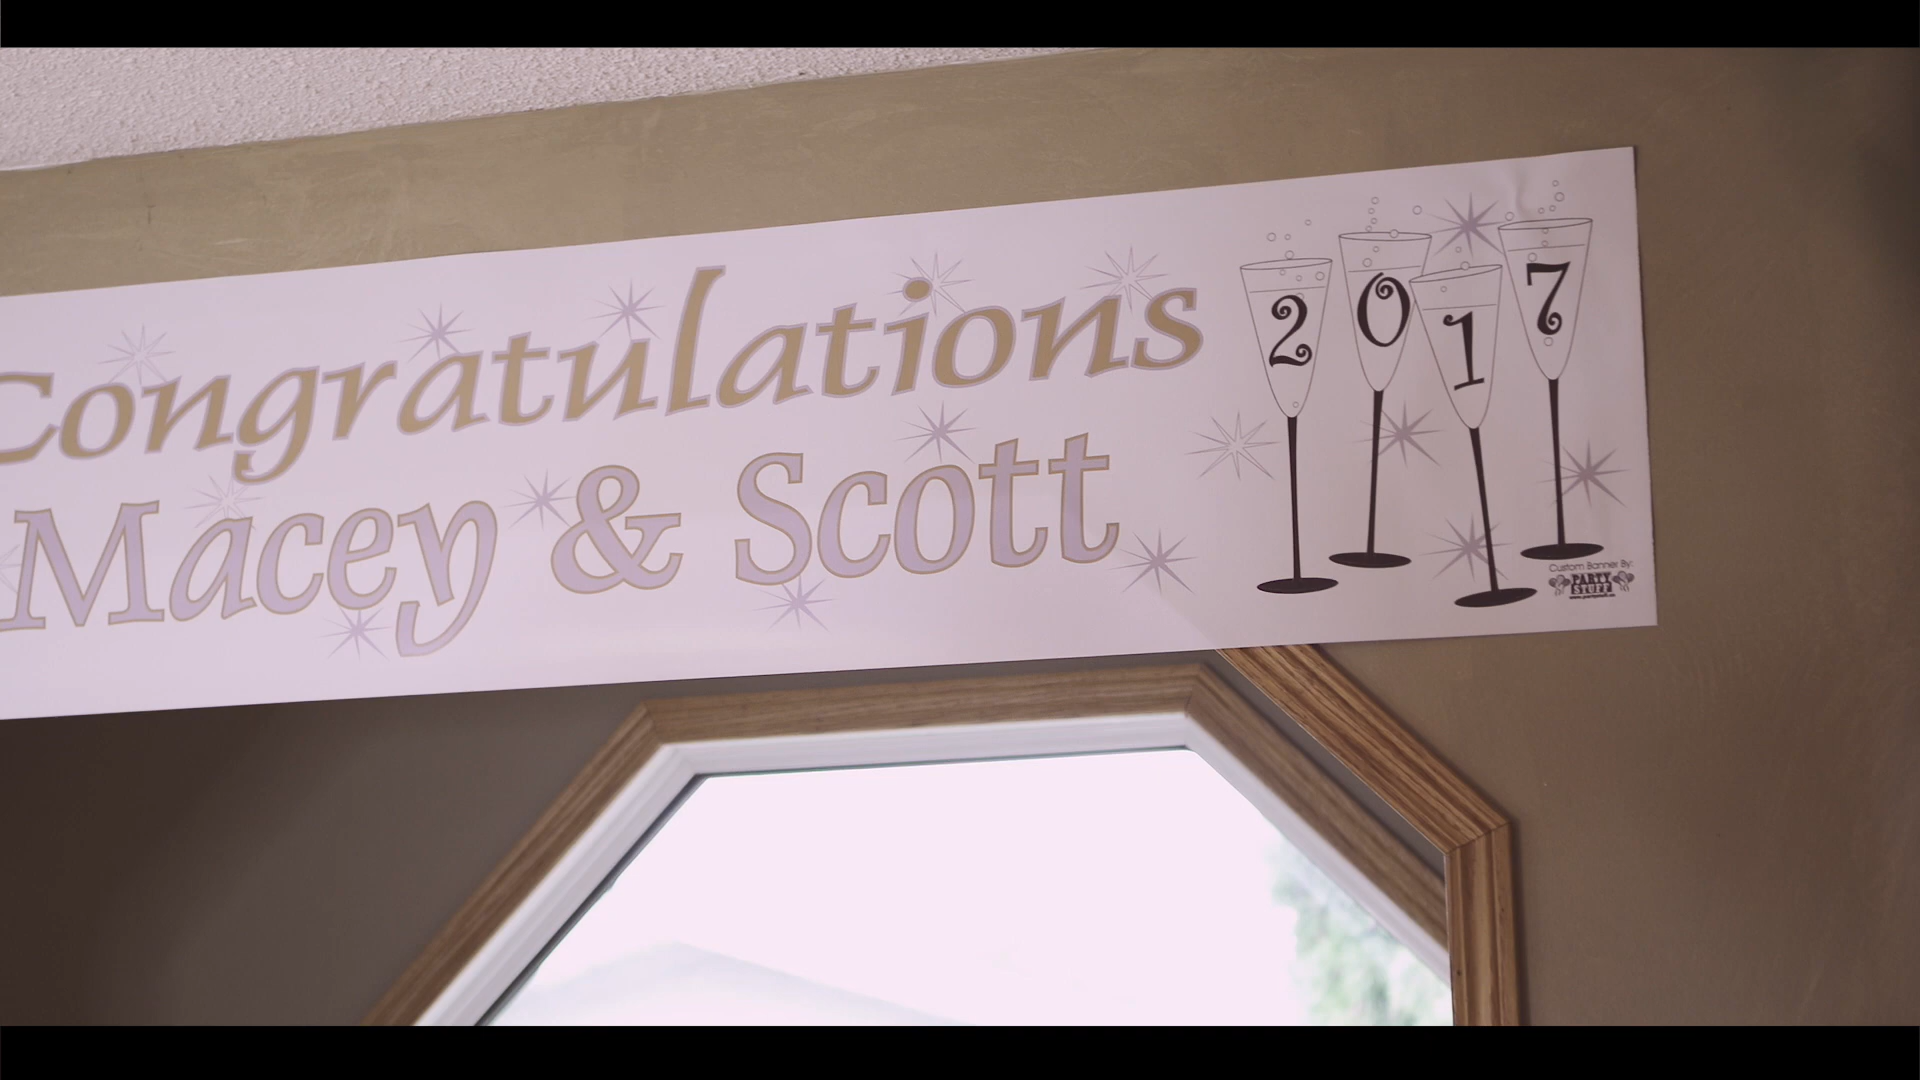 Congratulations
Macey & Scott
2017
Custom Banner By:
PARTY
STUFF